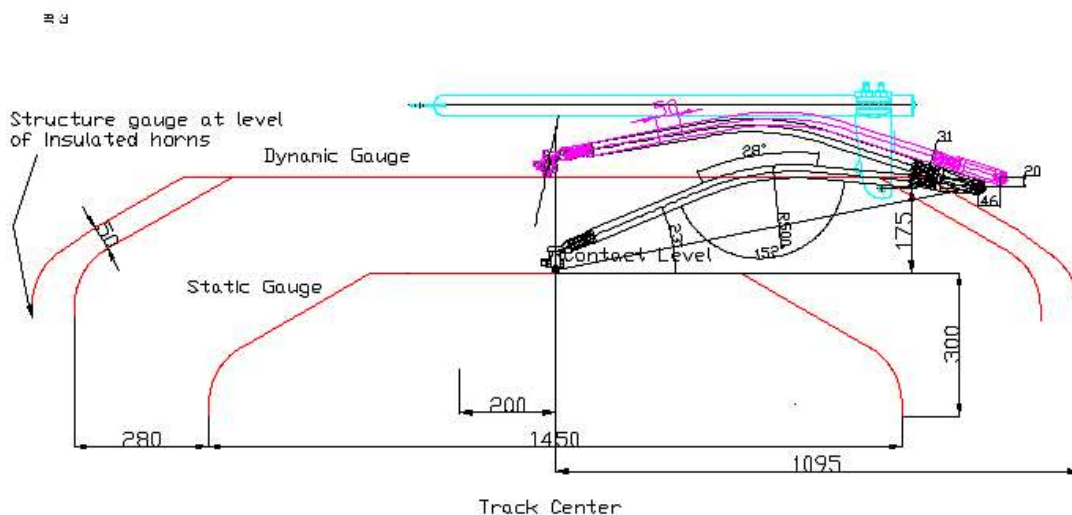 Structure gauge at level
of Insulated horns
Dynamic Gauge
50
28°
31
20
46
50
23°
R500
152°
175
Contact Level
Static Gauge
300
200
280
1450
1095
Track Center